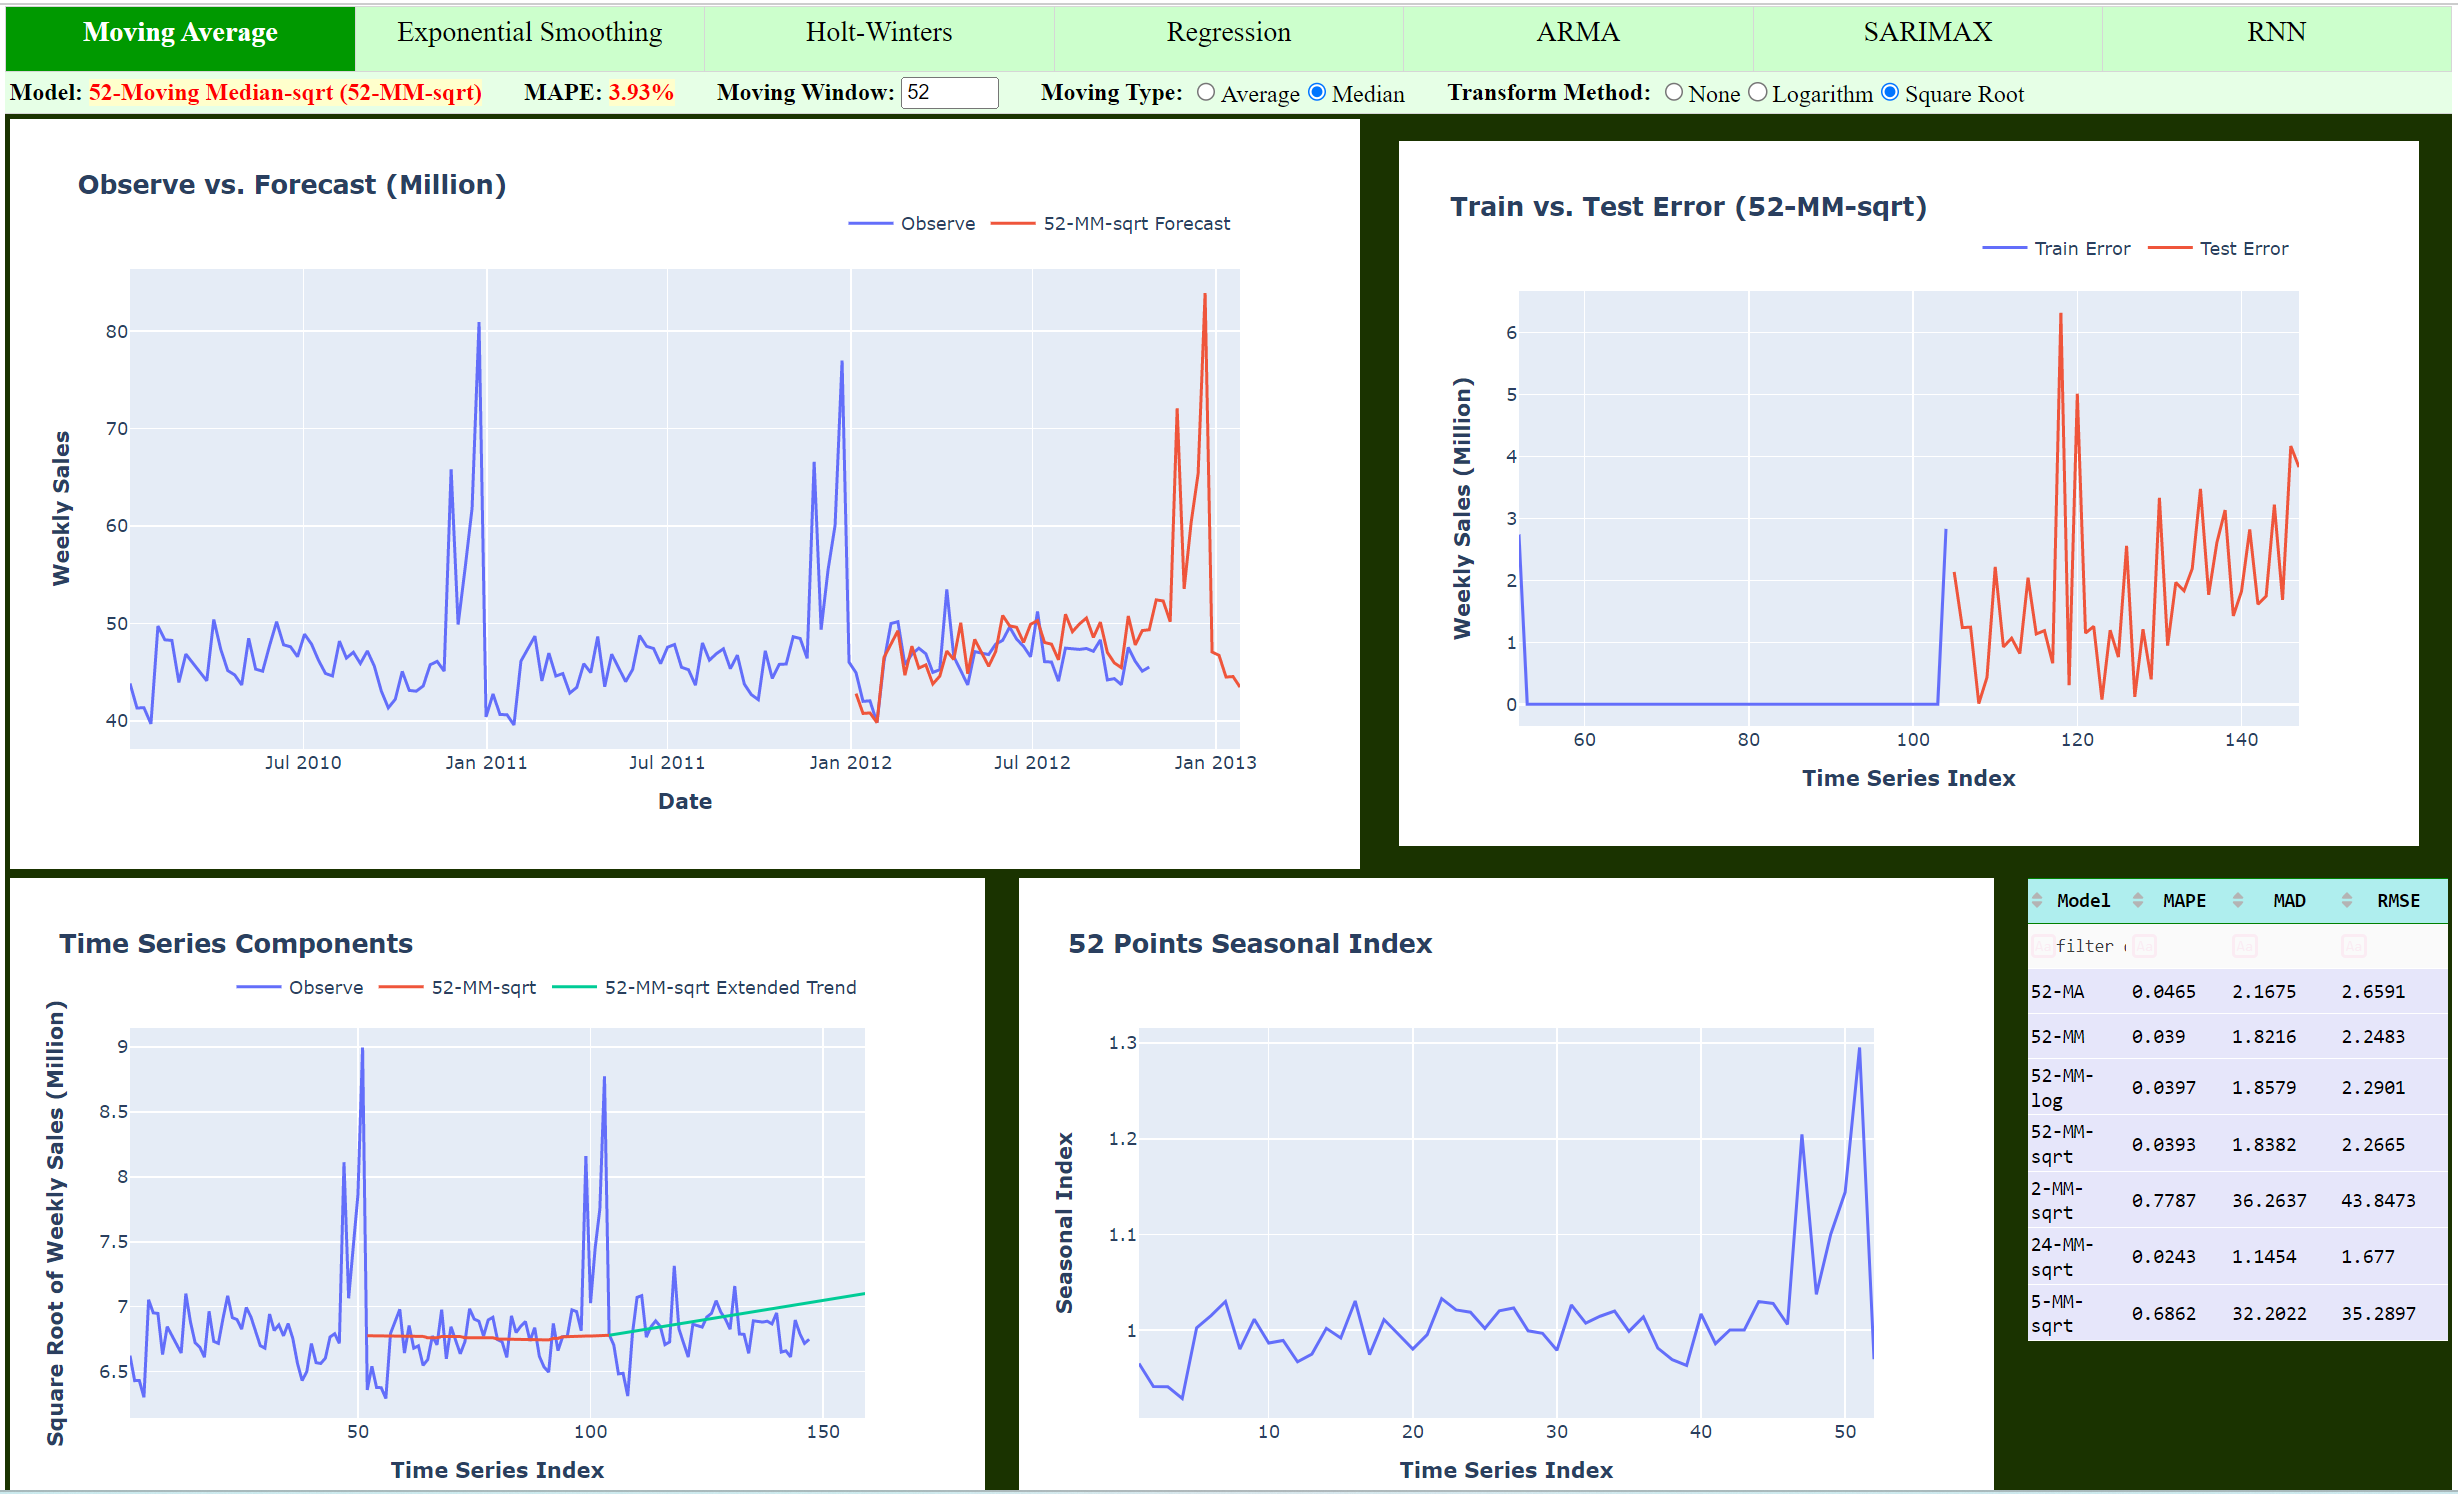 Moving Average Exponential Smoothing Holt-Winters Regression ARMA SARIMAX RNN
Model: 52-Moving Median-sqrt (52-MM-sqrt) MAPE: 3.93% Moving Window: 52 Moving Type: Average Median Transform Method: None Logarithm Square Root
Observe vs. Forecast (Million)
Observe 52-MM-sqrt Forecast
Weekly Sales
80
70
60
50
40
Jul 2010 Jan 2011 Jul 2011 Jan 2012 Jul 2012 Jan 2013
Date
Train vs. Test Error (52-MM-sqrt)
Train Error Test Error
Weekly Sales (Million)
6
5
4
3
2
1
0
60 80 100 120 140
Time Series Index
Time Series Components
Observe 52-MM-sqrt 52-MM-sqrt Extended Trend
Square Root of Weekly Sales (Million)
9
8.5
8
7.5
7
6.5
50 100 150
Time Series Index
52 Points Seasonal Index
Seasonal Index
1.3
1.2
1.1
1
10 20 30 40 50
Time Series Index
Model MAPE MAD RMSE
Aa filter Aa Aa Aa
52-MA 0.0465 2.1675 2.6591
52-MM 0.039 1.8216 2.2483
52-MM-
log 0.0397 1.8579 2.2901
52-MM-
sqrt 0.0393 1.8382 2.2665
2-MM-
sqrt 0.7787 36.2637 43.8473
24-MM-
sqrt 0.0243 1.1454 1.677
5-MM-
sqrt 0.6862 32.2022 35.2897